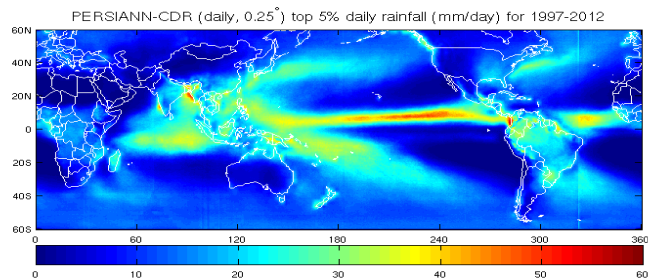 PERSIANN-CDR (daily, 0.25°) top 5% daily rainfall (mm/day) for 1997-2012
60N
40N
20N
0
20S
40S
60S
0 60 120 180 240 300 360
0 10 20 30 40 50 60